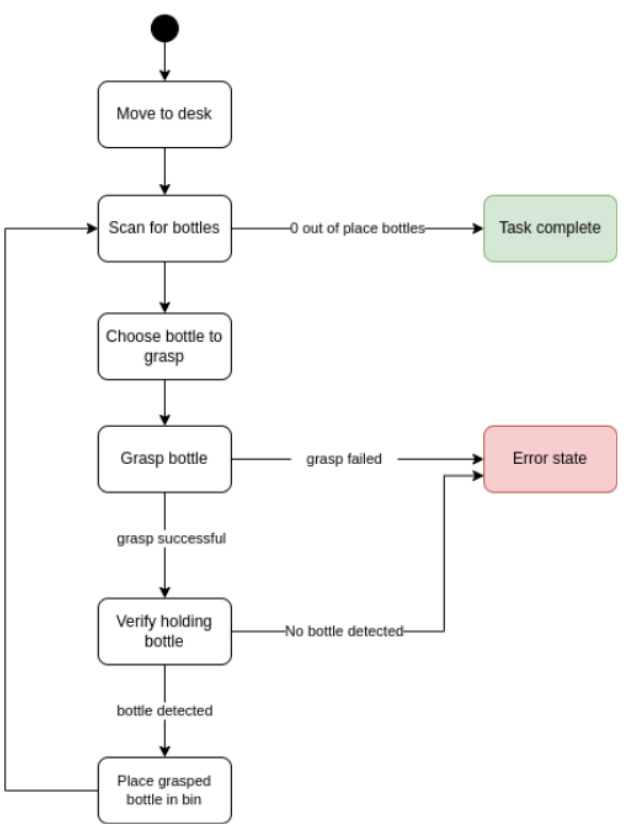 Move to desk
Scan for bottles
0 out of place bottles
Task complete
Choose bottle to
grasp
Grasp bottle
grasp failed
Error state
grasp successful
Verify holding
bottle
No bottle detected
bottle detected
Place grasped
bottle in bin